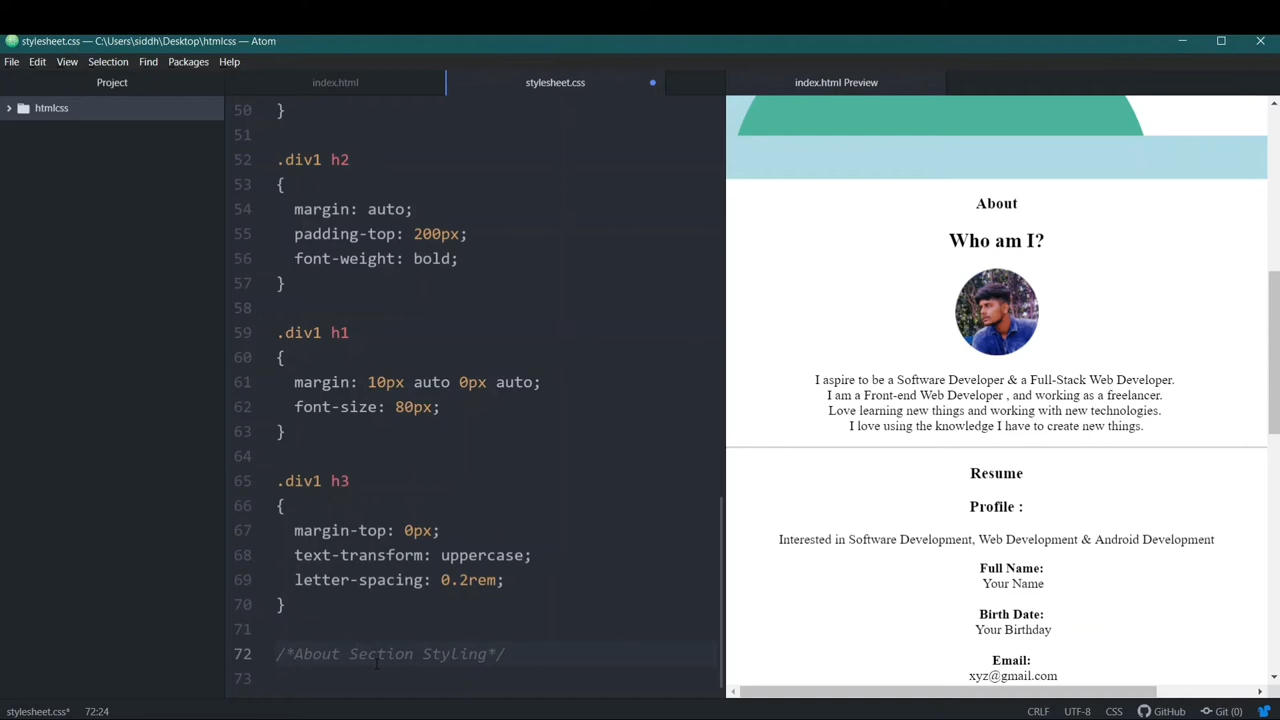 stylesheet.css — C:\Users\siddh\Desktop\htmlcss — Atom
File Edit View Selection Find Packages Help
Project
index.html
stylesheet.css
index.html Preview
htmlcss
50 }
51
52 .div1 h2
53 {
54 margin: auto;
55 padding-top: 200px;
56 font-weight: bold;
57 }
58
59 .div1 h1
60 {
61 margin: 10px auto 0px auto;
62 font-size: 80px;
63 }
64
65 .div1 h3
66 {
67 margin-top: 0px;
68 text-transform: uppercase;
69 letter-spacing: 0.2rem;
70 }
71
72 /*About Section Styling*/
73
About
Who am I?
I aspire to be a Software Developer & a Full-Stack Web Developer.
I am a Front-end Web Developer , and working as a freelancer.
Love learning new things and working with new technologies.
I love using the knowledge I have to create new things.
Resume
Profile :
Interested in Software Development, Web Development & Android Development
Full Name:
Your Name
Birth Date:
Your Birthday
Email:
xyz@gmail.com
stylesheet.css* 72:24 CRLF UTF-8 CSS GitHub Git (0)